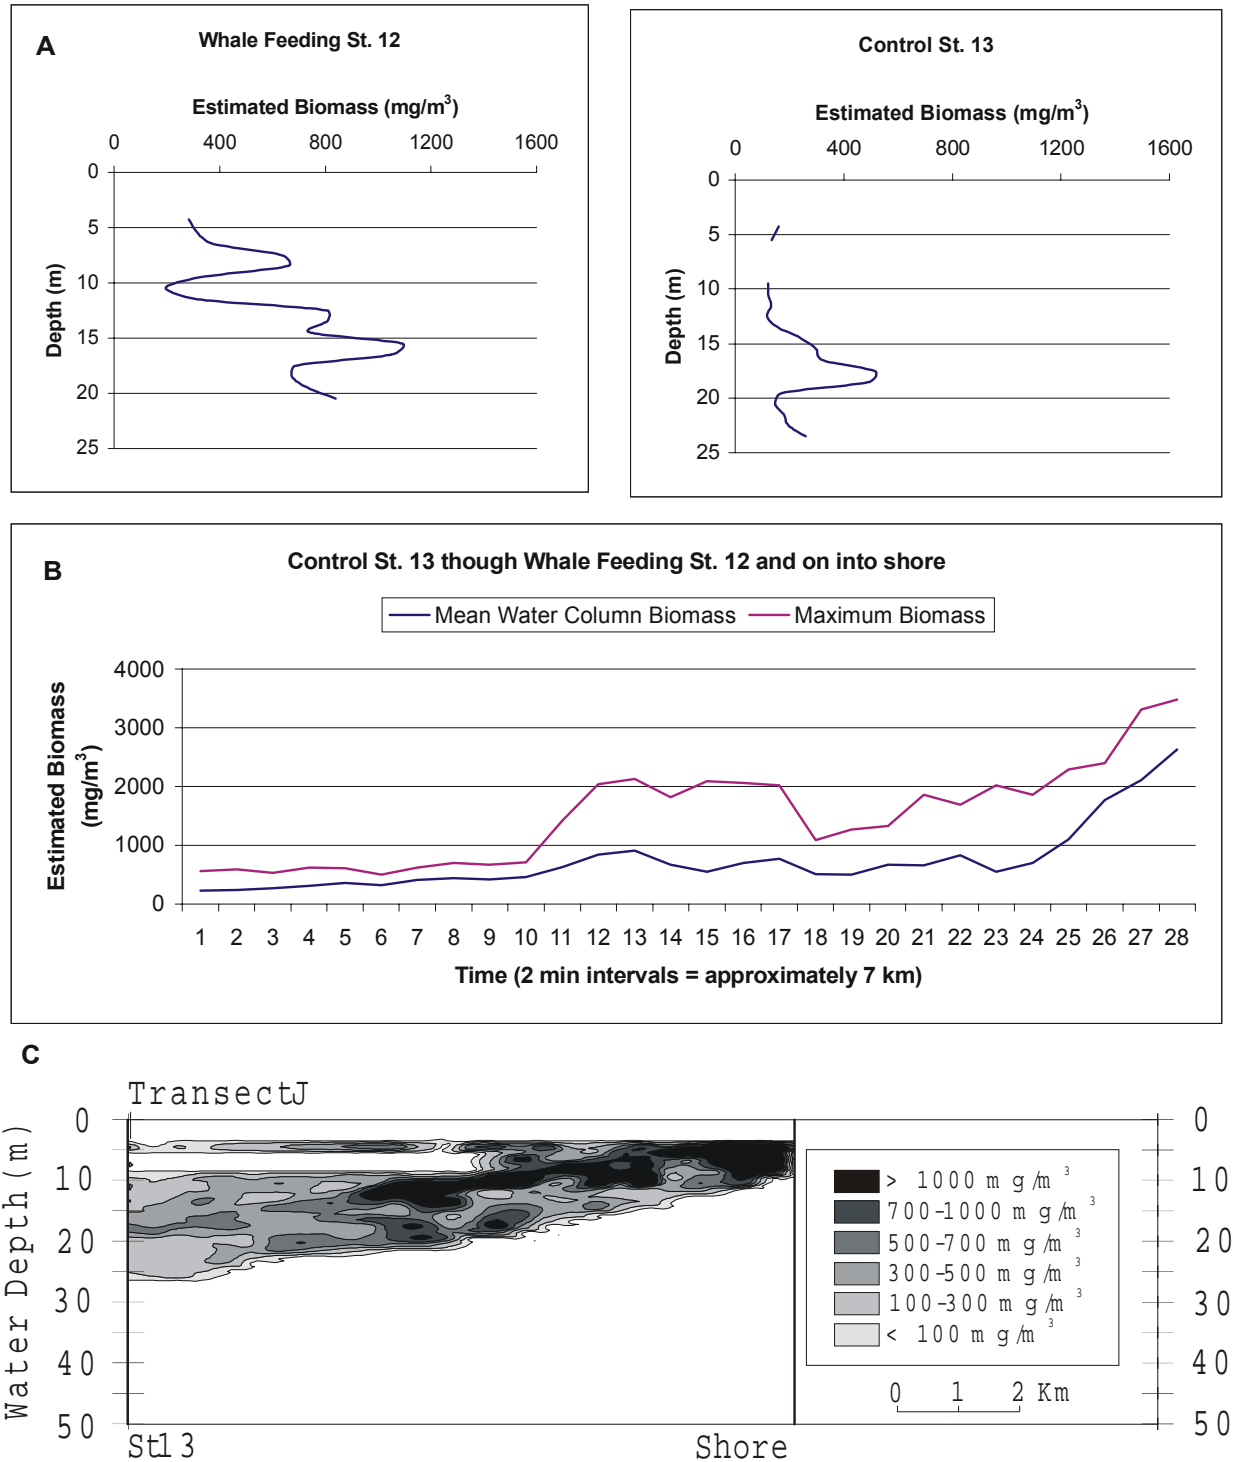 A
Whale Feeding St. 12
Estimated Biomass (mg/m³)
0 400 800 1200 1600
0
5
10
15
20
25
Depth (m)
Control St. 13
Estimated Biomass (mg/m³)
0 400 800 1200 1600
0
5
10
15
20
25
Depth (m)
B
Control St. 13 though Whale Feeding St. 12 and on into shore
Mean Water Column Biomass Maximum Biomass
Estimated Biomass
(mg/m³)
4000
3000
2000
1000
0
1 2 3 4 5 6 7 8 9 10 11 12 13 14 15 16 17 18 19 20 21 22 23 24 25 26 27 28
Time (2 min intervals = approximately 7 km)
C
TransectJ
Water Depth (m)
0
10
20
30
40
50
0
10
20
30
40
50
> 1000 mg/m³
700-1000 mg/m³
500-700 mg/m³
300-500 mg/m³
100-300 mg/m³
< 100 mg/m³
0 1 2 Km
St13 Shore